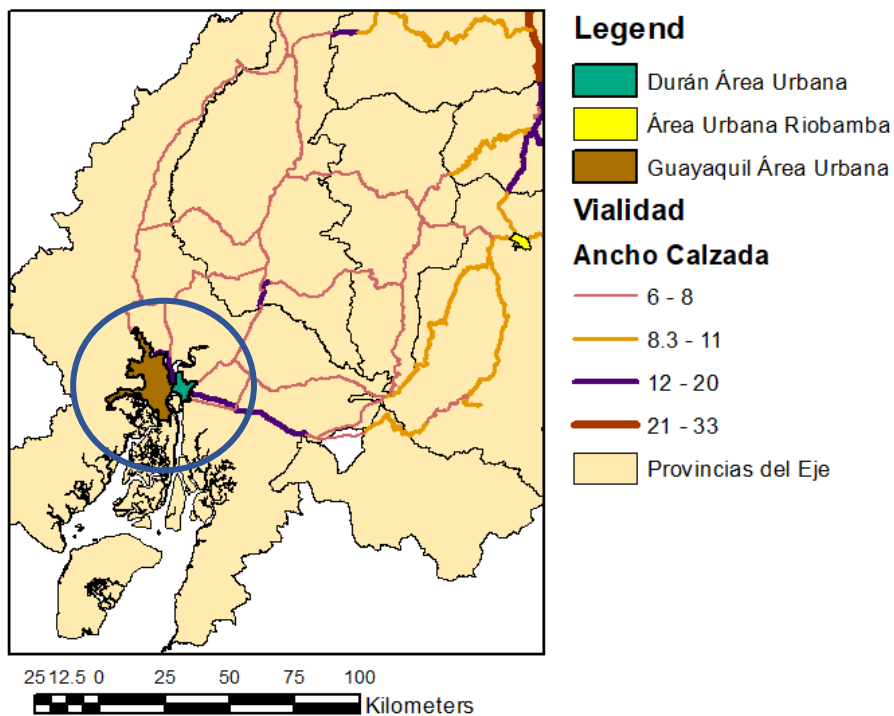 Legend
Durán Área Urbana
Área Urbana Riobamba
Guayaquil Área Urbana
Vialidad
Ancho Calzada
6 - 8
8.3 - 11
12 - 20
21 - 33
Provincias del Eje
25 12.5 0 25 50 75 100
Kilometers